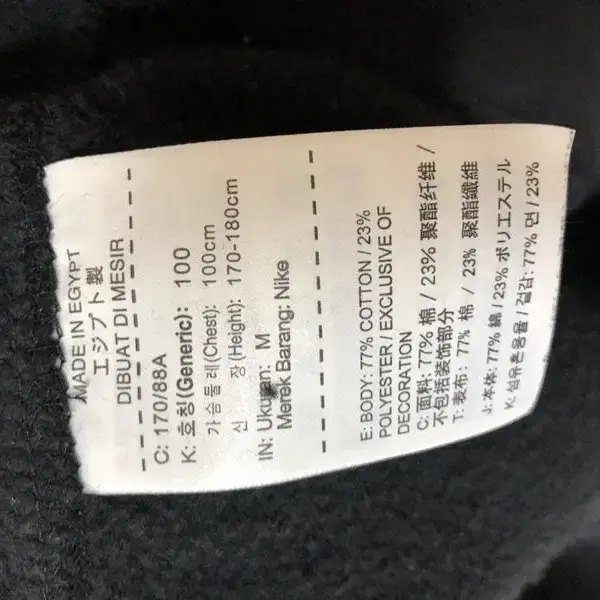 MADE IN EGYPT
エジプト製
DIBUAT DI MESIR
C: 170/88A
K: 호칭(Generic): 100
가슴둘레(Chest): 100cm
신 장(Height): 170-180cm
IN: Ukuran: M
Merek Barang: Nike
E: BODY: 77% COTTON / 23%
POLYESTER / EXCLUSIVE OF
DECORATION
C: 面料: 77% 棉 / 23% 聚酯纤维 /
不包括装饰部分
T: 表布: 77% 棉 / 23% 聚酯纖維
J: 本体: 77% 綿 / 23% ポリエステル
K: 섬유혼용율 / 겉감: 77% 면 / 23%